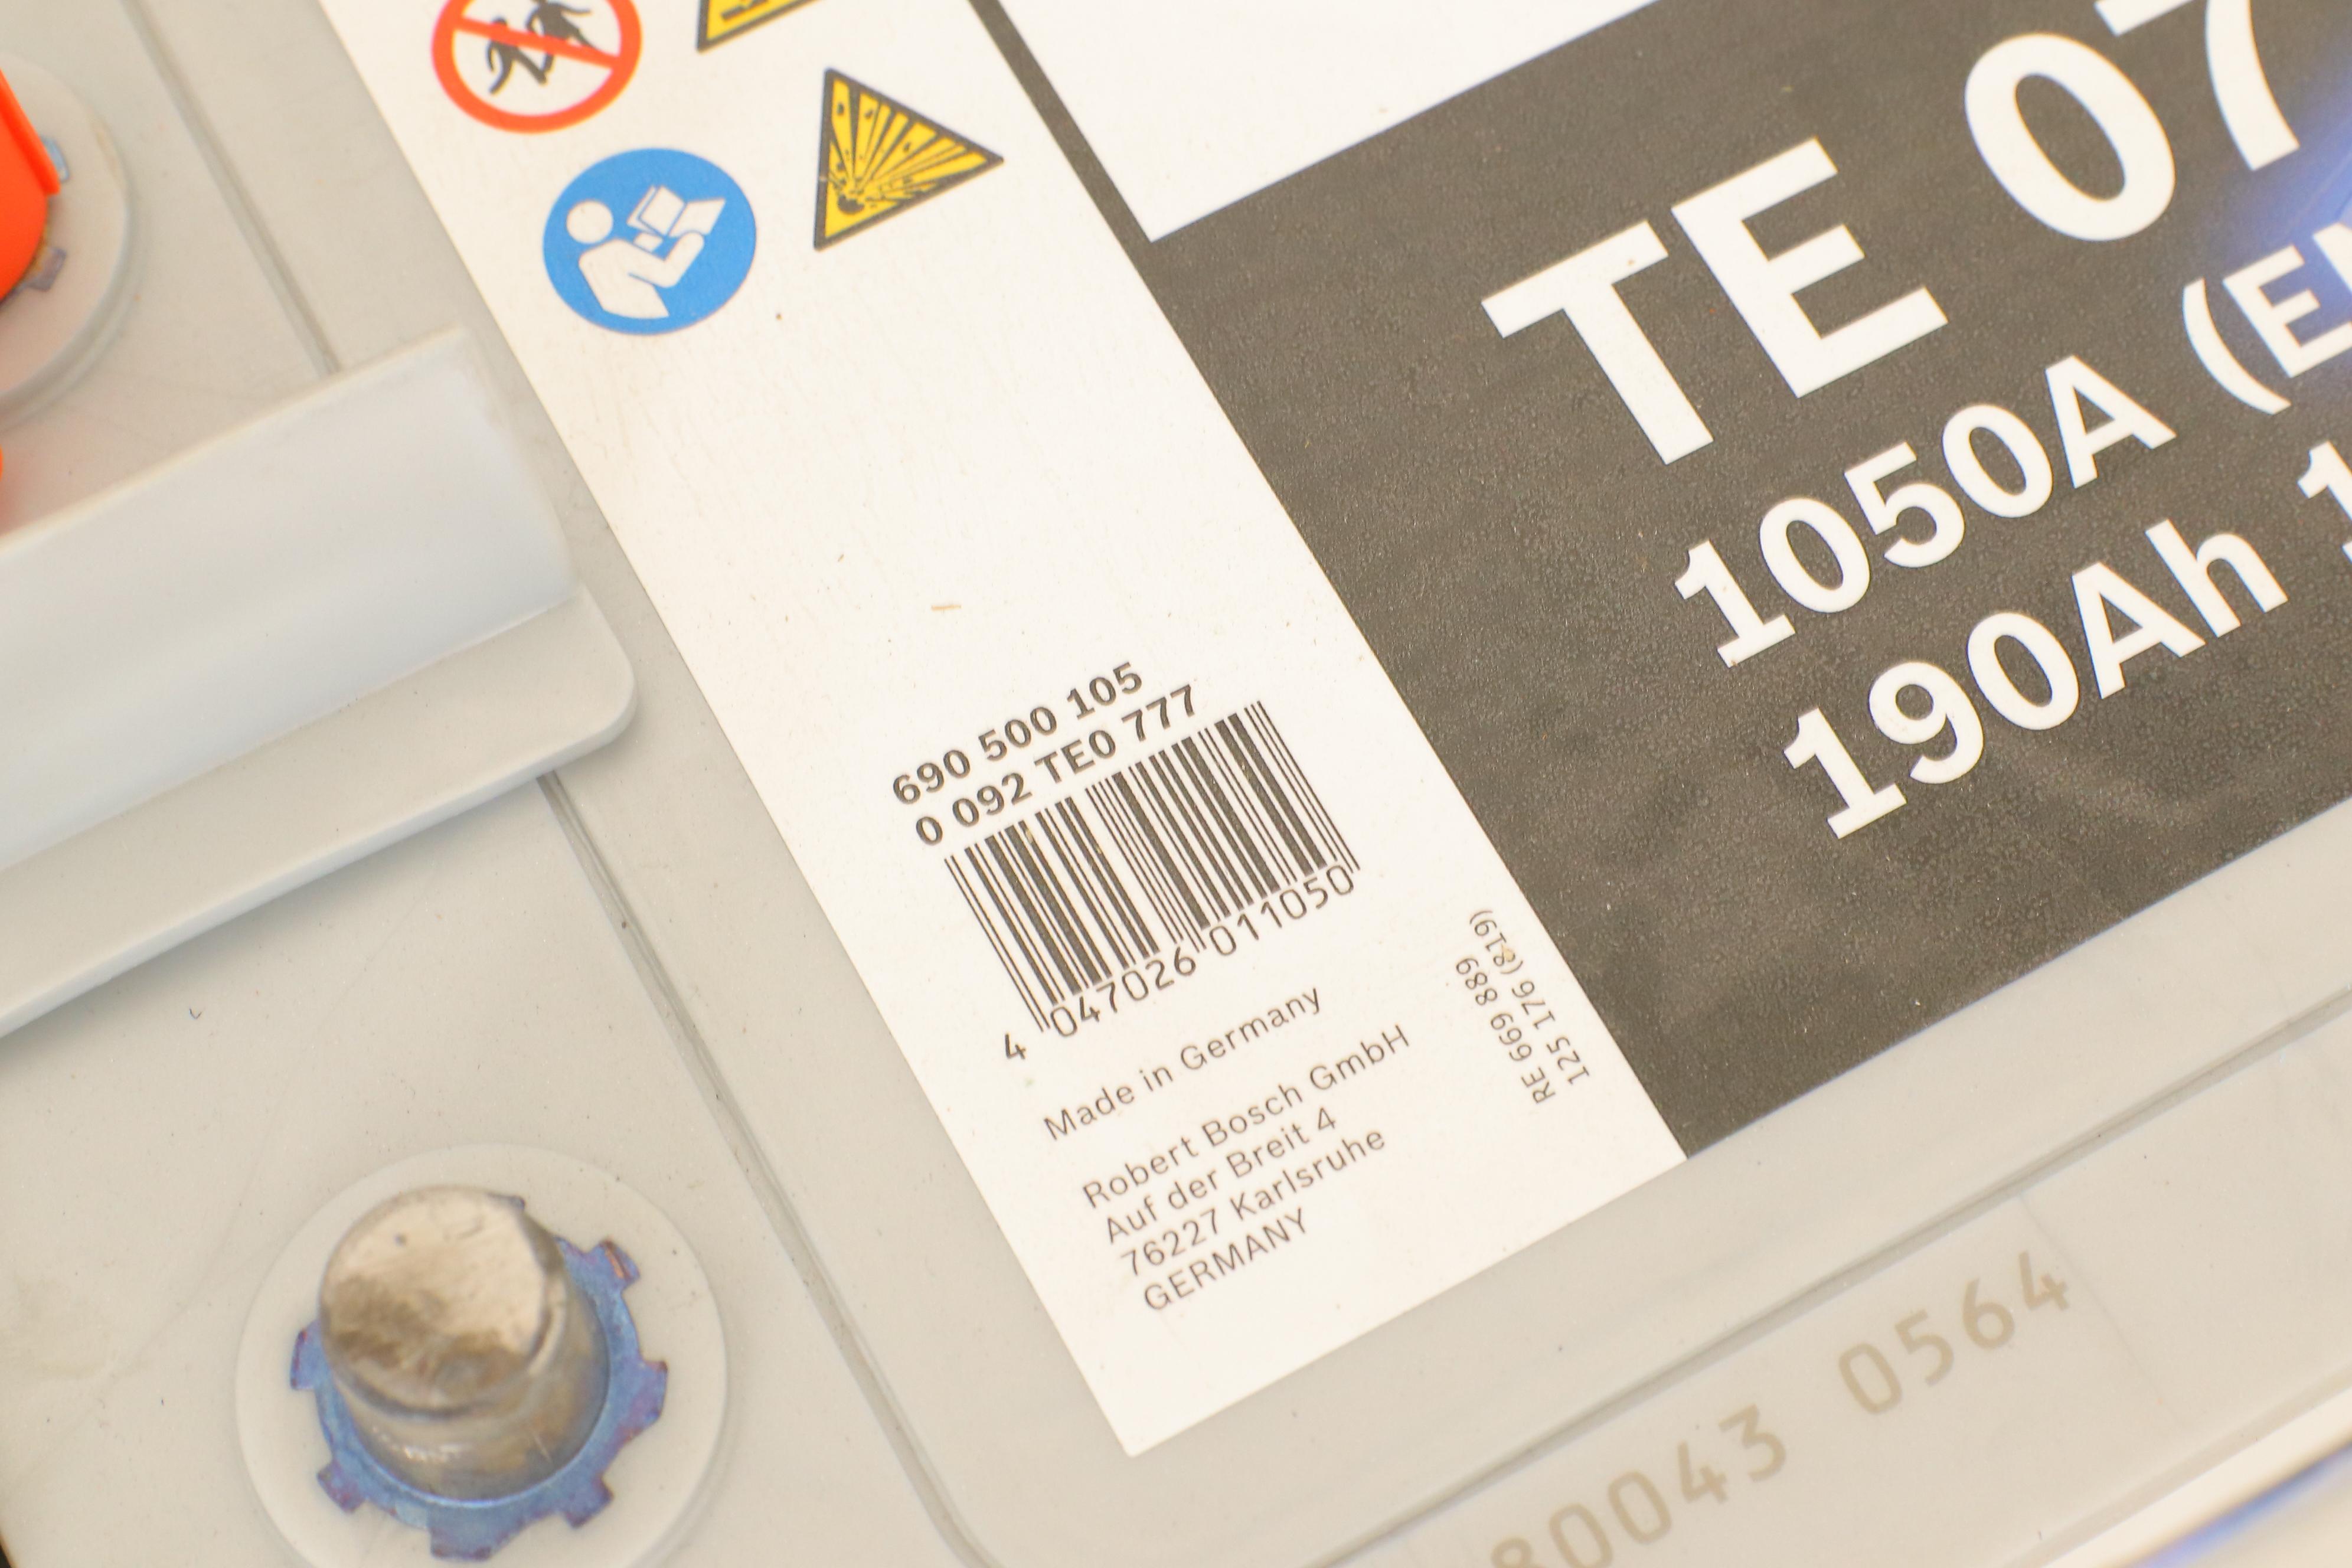 TE 07
1050A (E
190Ah 1
690 500 105
0 092 TE0 777
4 047026 011050
Made in Germany
Robert Bosch GmbH
Auf der Breit 4
76227 Karlsruhe
GERMANY
RE 669 889
125 176 (819)
80043 0564